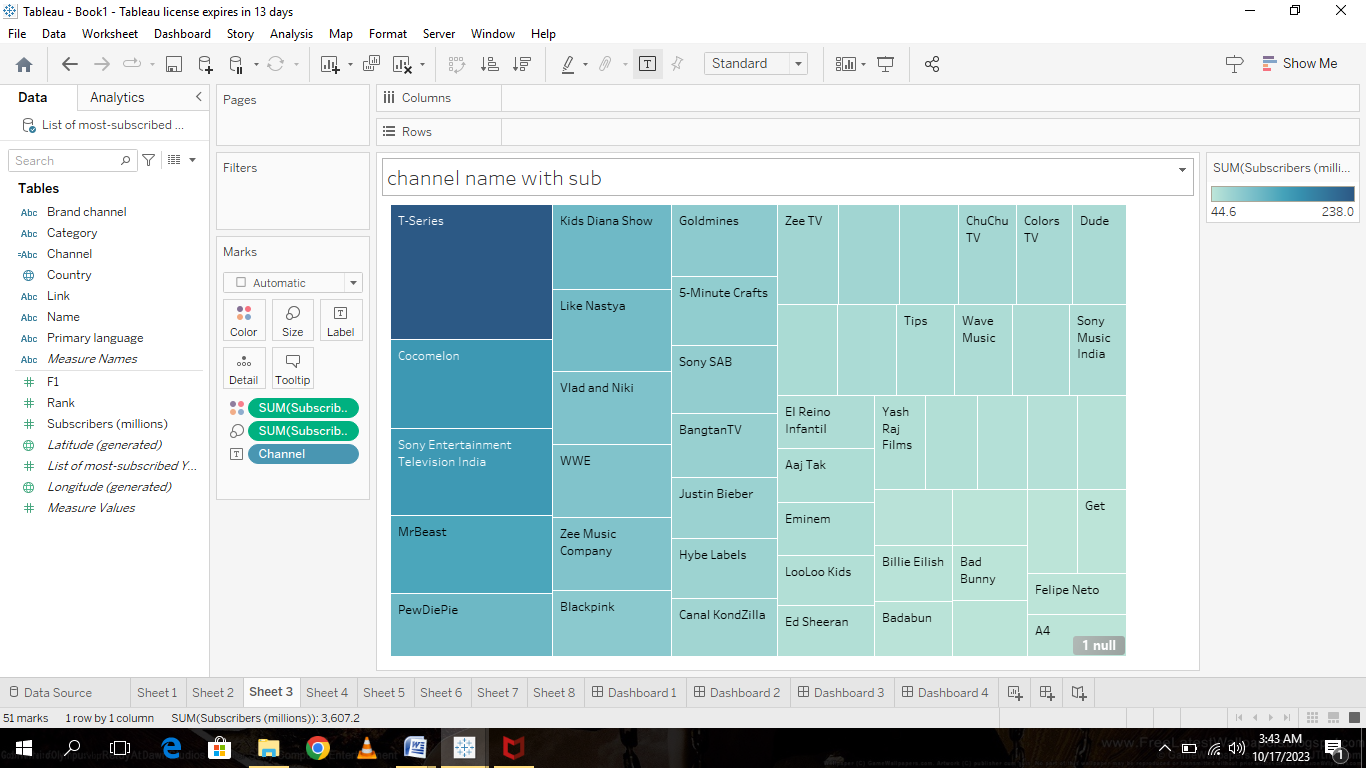 Tableau - Book1 - Tableau license expires in 13 days
File Data Worksheet Dashboard Story Analysis Map Format Server Window Help
Standard
Show Me
Data Analytics
List of most-subscribed ...
Search
Tables
Abc Brand channel
Abc Category
=Abc Channel
Country
Abc Link
Abc Name
Abc Primary language
Abc Measure Names
# F1
# Rank
# Subscribers (millions)
Latitude (generated)
# List of most-subscribed Y...
Longitude (generated)
# Measure Values
Pages
Filters
Marks
Automatic
Color Size Label
Detail Tooltip
SUM(Subscrib..
SUM(Subscrib..
Channel
Columns
Rows
channel name with sub
T-Series
Cocomelon
Sony Entertainment
Television India
MrBeast
PewDiePie
Kids Diana Show
Like Nastya
Vlad and Niki
WWE
Zee Music
Company
Blackpink
Goldmines
5-Minute Crafts
Sony SAB
BangtanTV
Justin Bieber
Hybe Labels
Canal KondZilla
Zee TV
ChuChu
TV
Colors
TV
Dude
Tips
Wave
Music
Sony
Music
India
El Reino
Infantil
Aaj Tak
Eminem
LooLoo Kids
Ed Sheeran
Yash
Raj
Films
Billie Eilish
Badabun
Bad
Bunny
Get
Felipe Neto
A4
1 null
SUM(Subscribers (milli...
44.6 238.0
Data Source Sheet 1 Sheet 2 Sheet 3 Sheet 4 Sheet 5 Sheet 6 Sheet 7 Sheet 8 Dashboard 1 Dashboard 2 Dashboard 3 Dashboard 4
51 marks 1 row by 1 column SUM(Subscribers (millions)): 3,607.2
3:43 AM
10/17/2023
1